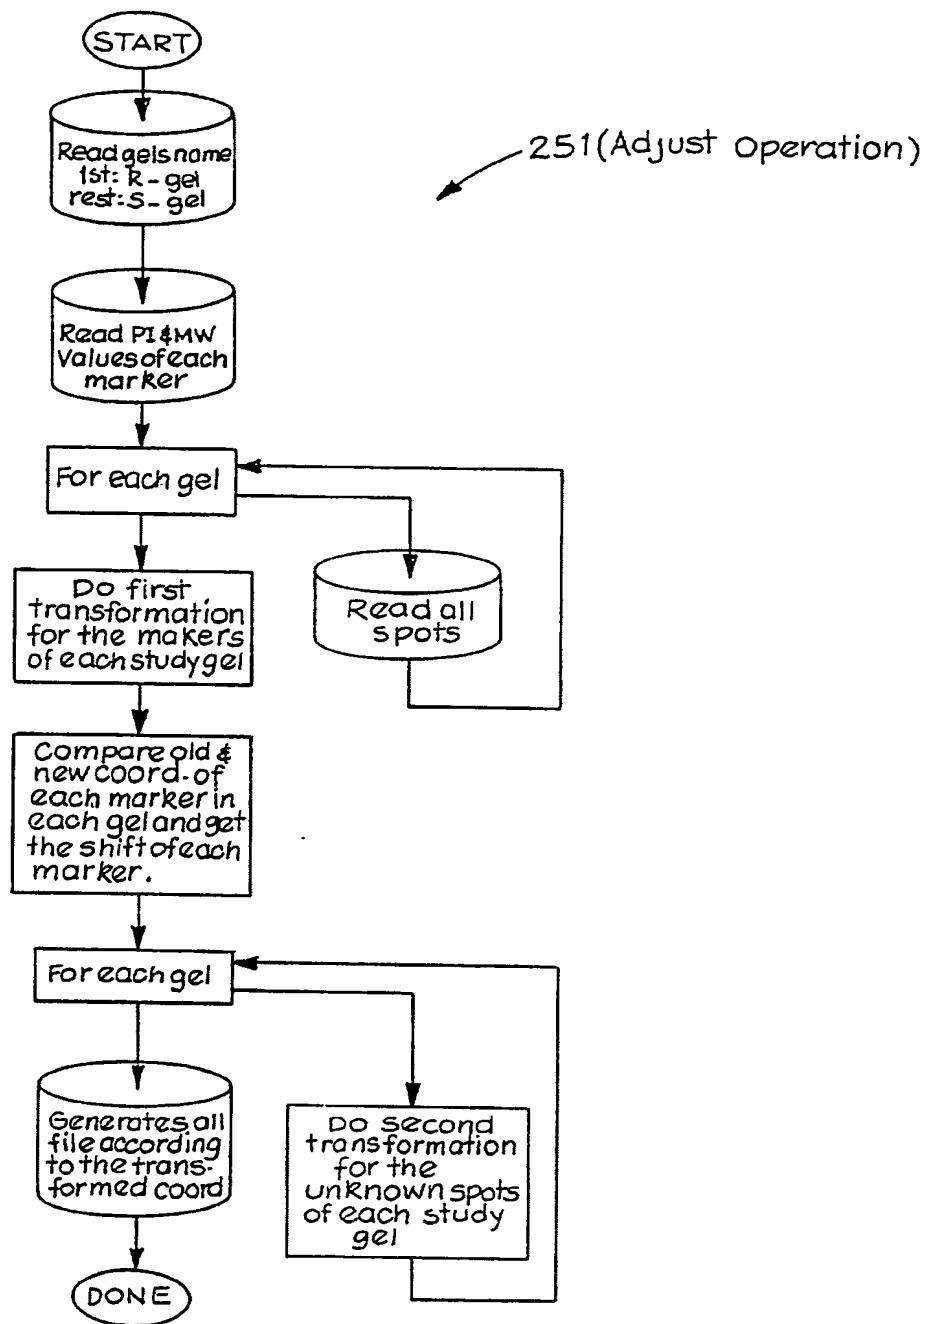 START
Read gels name
1st: R-gel
rest: S-gel
251 (Adjust Operation)
Read PI & MW
Values of each
marker
For each gel
Read all
spots
Do first
transformation
for the makers
of each study gel
Compare old &
new coord. of
each marker in
each gel and get
the shift of each
marker.
For each gel
Generates all
file according
to the trans-
formed coord
Do second
transformation
for the
unknown spots
of each study
gel
DONE